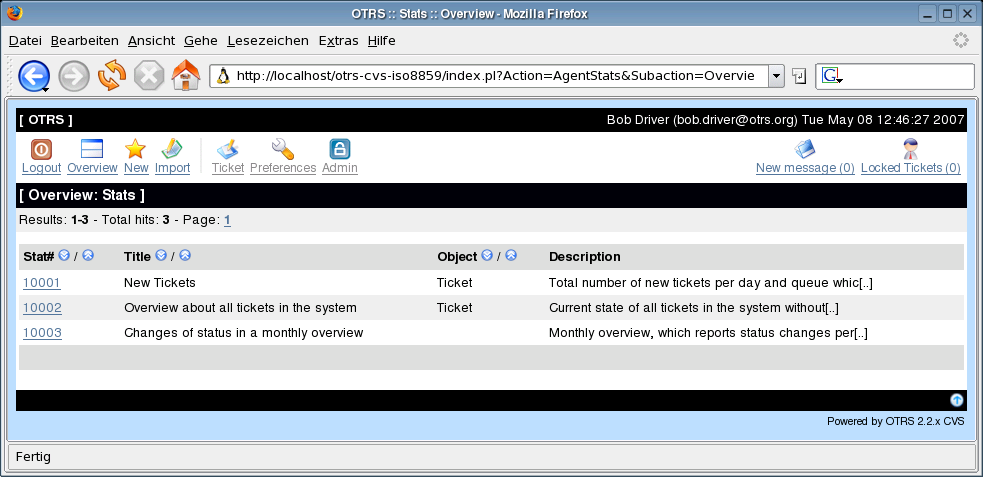 OTRS :: Stats :: Overview - Mozilla Firefox
Datei Bearbeiten Ansicht Gehe Lesezeichen Extras Hilfe
http://localhost/otrs-cvs-iso8859/index.pl?Action=AgentStats&Subaction=Overvie
G
[ OTRS ] Bob Driver (bob.driver@otrs.org) Tue May 08 12:46:27 2007
Logout Overview New Import Ticket Preferences Admin New message (0) Locked Tickets (0)
[ Overview: Stats ]
Results: 1-3 - Total hits: 3 - Page: 1
Stat# / Title / Object / Description
10001 New Tickets Ticket Total number of new tickets per day and queue whic[..]
10002 Overview about all tickets in the system Ticket Current state of all tickets in the system without[..]
10003 Changes of status in a monthly overview Monthly overview, which reports status changes per[..]
Powered by OTRS 2.2.x CVS
Fertig